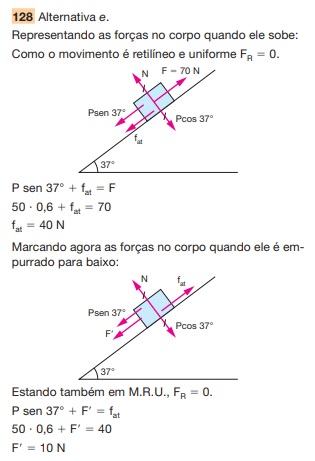 128 Alternativa e.
Representando as forças no corpo quando ele sobe:
Como o movimento é retilíneo e uniforme F_R = 0.
N
F = 70 N
Psen 37°
Pcos 37°
f_at
37°
P sen 37° + f_at = F
50 · 0,6 + f_at = 70
f_at = 40 N
Marcando agora as forças no corpo quando ele é em-
purrado para baixo:
N
f_at
Psen 37°
Pcos 37°
F'
37°
Estando também em M.R.U., F_R = 0.
P sen 37° + F' = f_at
50 · 0,6 + F' = 40
F' = 10 N